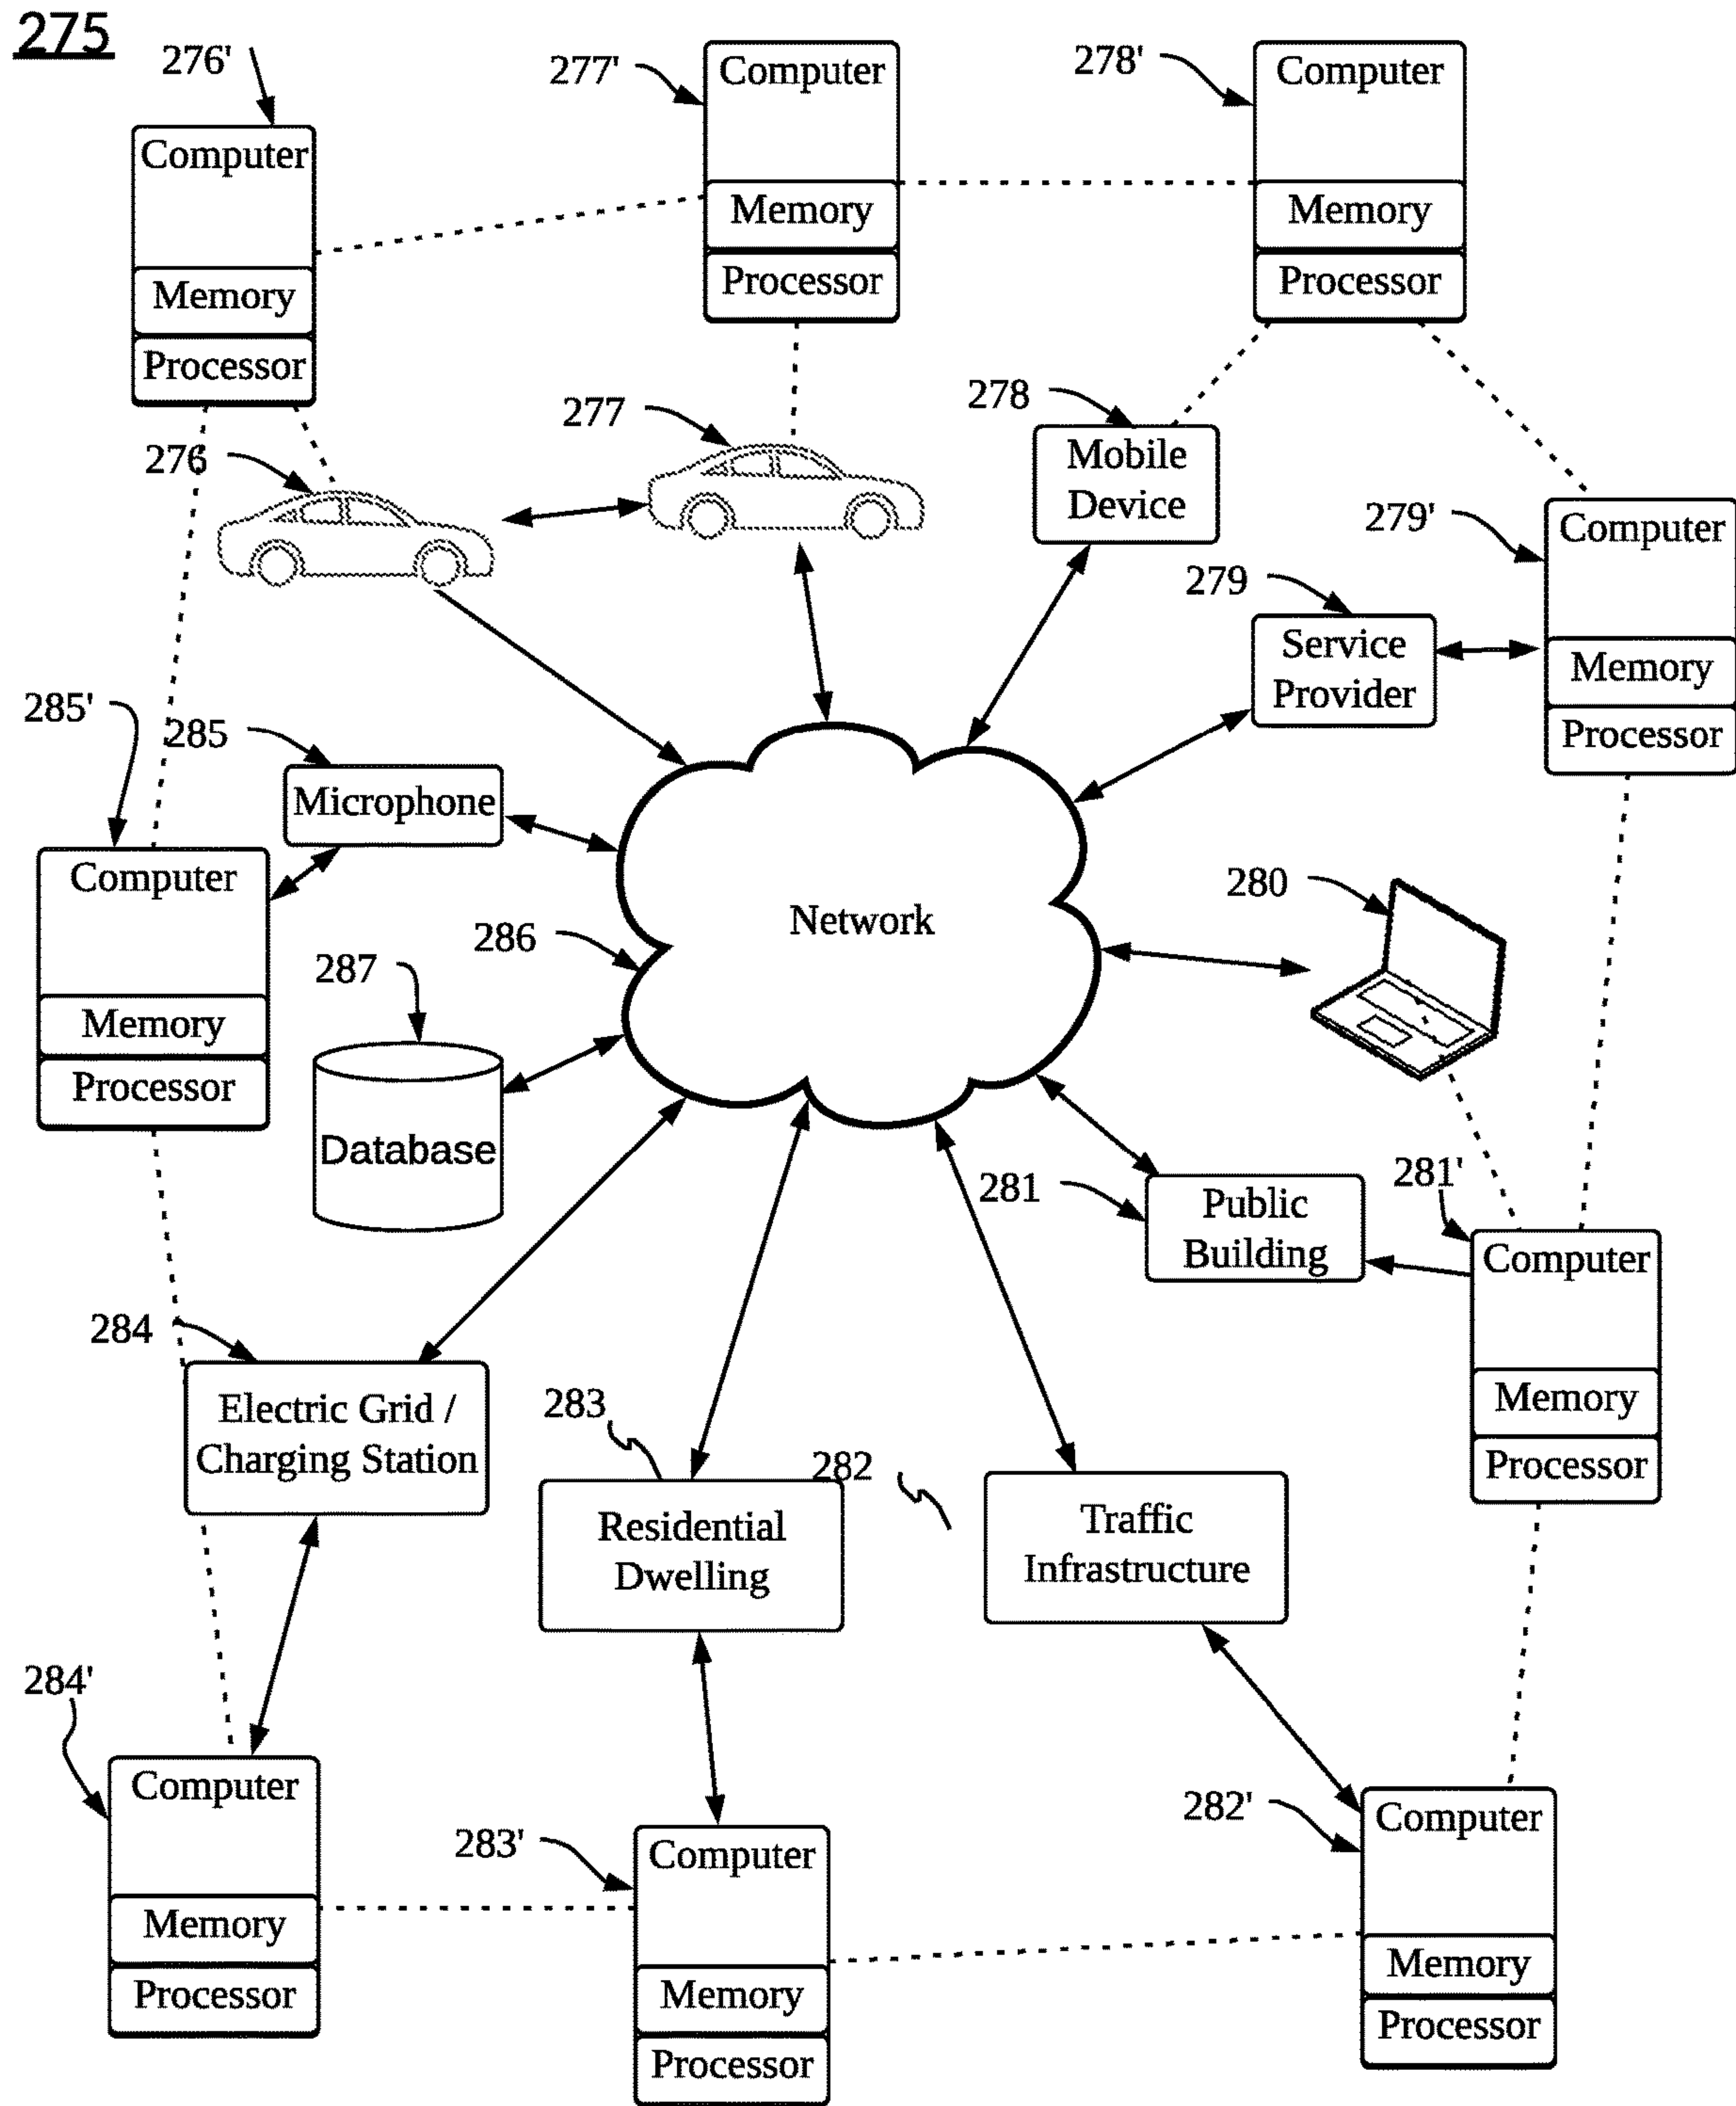 275
276'
277'
278'
Computer
Memory
Processor
Computer
Memory
Processor
Computer
Memory
Processor
276
277
278
Mobile
Device
279'
Computer
Memory
Processor
279
Service
Provider
285'
285
Microphone
Computer
Memory
Processor
286
Network
280
287
Database
281
Public
Building
281'
Computer
Memory
Processor
284
Electric Grid /
Charging Station
283
Residential
Dwelling
282
Traffic
Infrastructure
284'
Computer
Memory
Processor
283'
Computer
Memory
Processor
282'
Computer
Memory
Processor